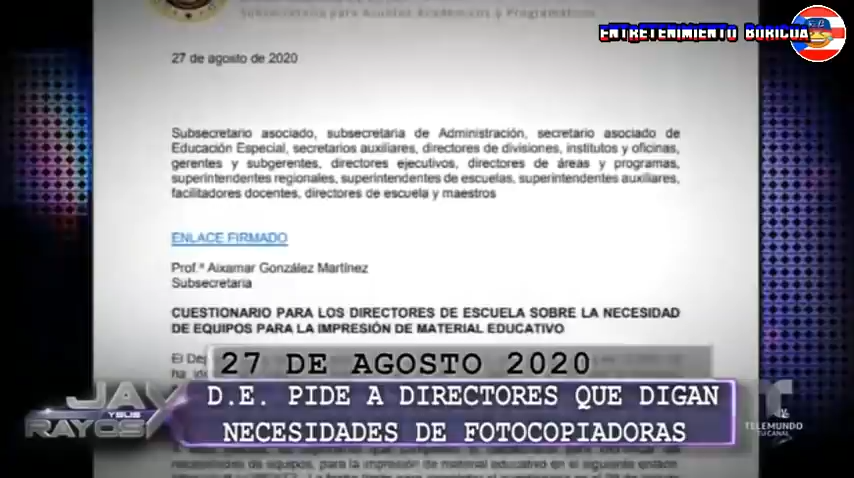 Subsecretaría para Asuntos Académicos y Programáticos
ENTRETENIMIENTO BORICUA
27 de agosto de 2020
Subsecretario asociado, subsecretaria de Administración, secretario asociado de
Educación Especial, secretarios auxiliares, directores de divisiones, institutos y oficinas,
gerentes y subgerentes, directores ejecutivos, directores de áreas y programas,
superintendentes regionales, superintendentes de escuelas, superintendentes auxiliares,
facilitadores docentes, directores de escuela y maestros
ENLACE FIRMADO
Prof.ª Aixamar González Martínez
Subsecretaria
CUESTIONARIO PARA LOS DIRECTORES DE ESCUELA SOBRE LA NECESIDAD
DE EQUIPOS PARA LA IMPRESIÓN DE MATERIAL EDUCATIVO
El
ha
27 DE AGOSTO 2020
JAY
Y SUS
RAYOS X
D.E. PIDE A DIRECTORES QUE DIGAN
NECESIDADES DE FOTOCOPIADORAS
TELEMUNDO
TU CANAL
necesidades de equipos, para la impresión de material educativo en el siguiente enlace: